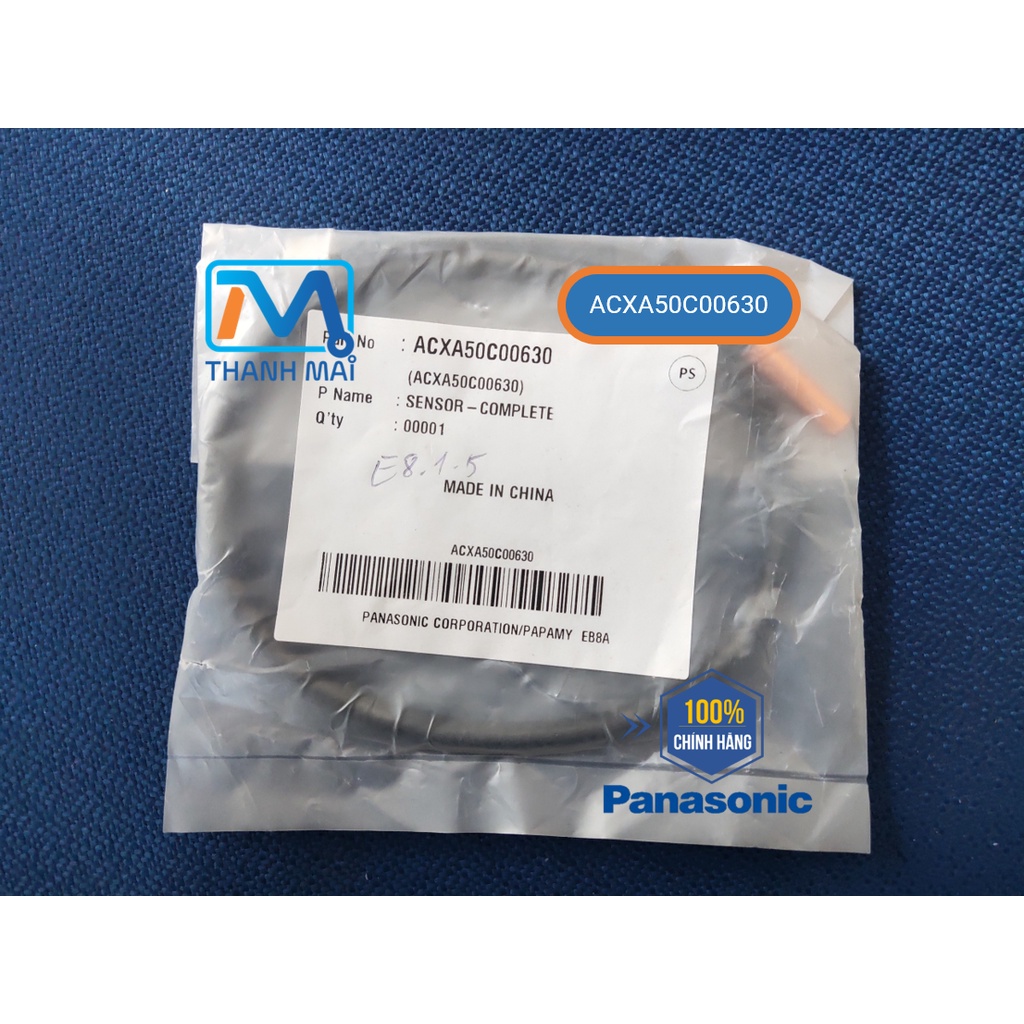 THANH MAI
ACXA50C00630
Part No : ACXA50C00630
(ACXA50C00630)
PS
P Name : SENSOR-COMPLETE
Q'ty : 00001
E8.1.5
MADE IN CHINA
ACXA50C00630
PANASONIC CORPORATION/PAPAMY EB8A
100%
CHÍNH HÃNG
Panasonic